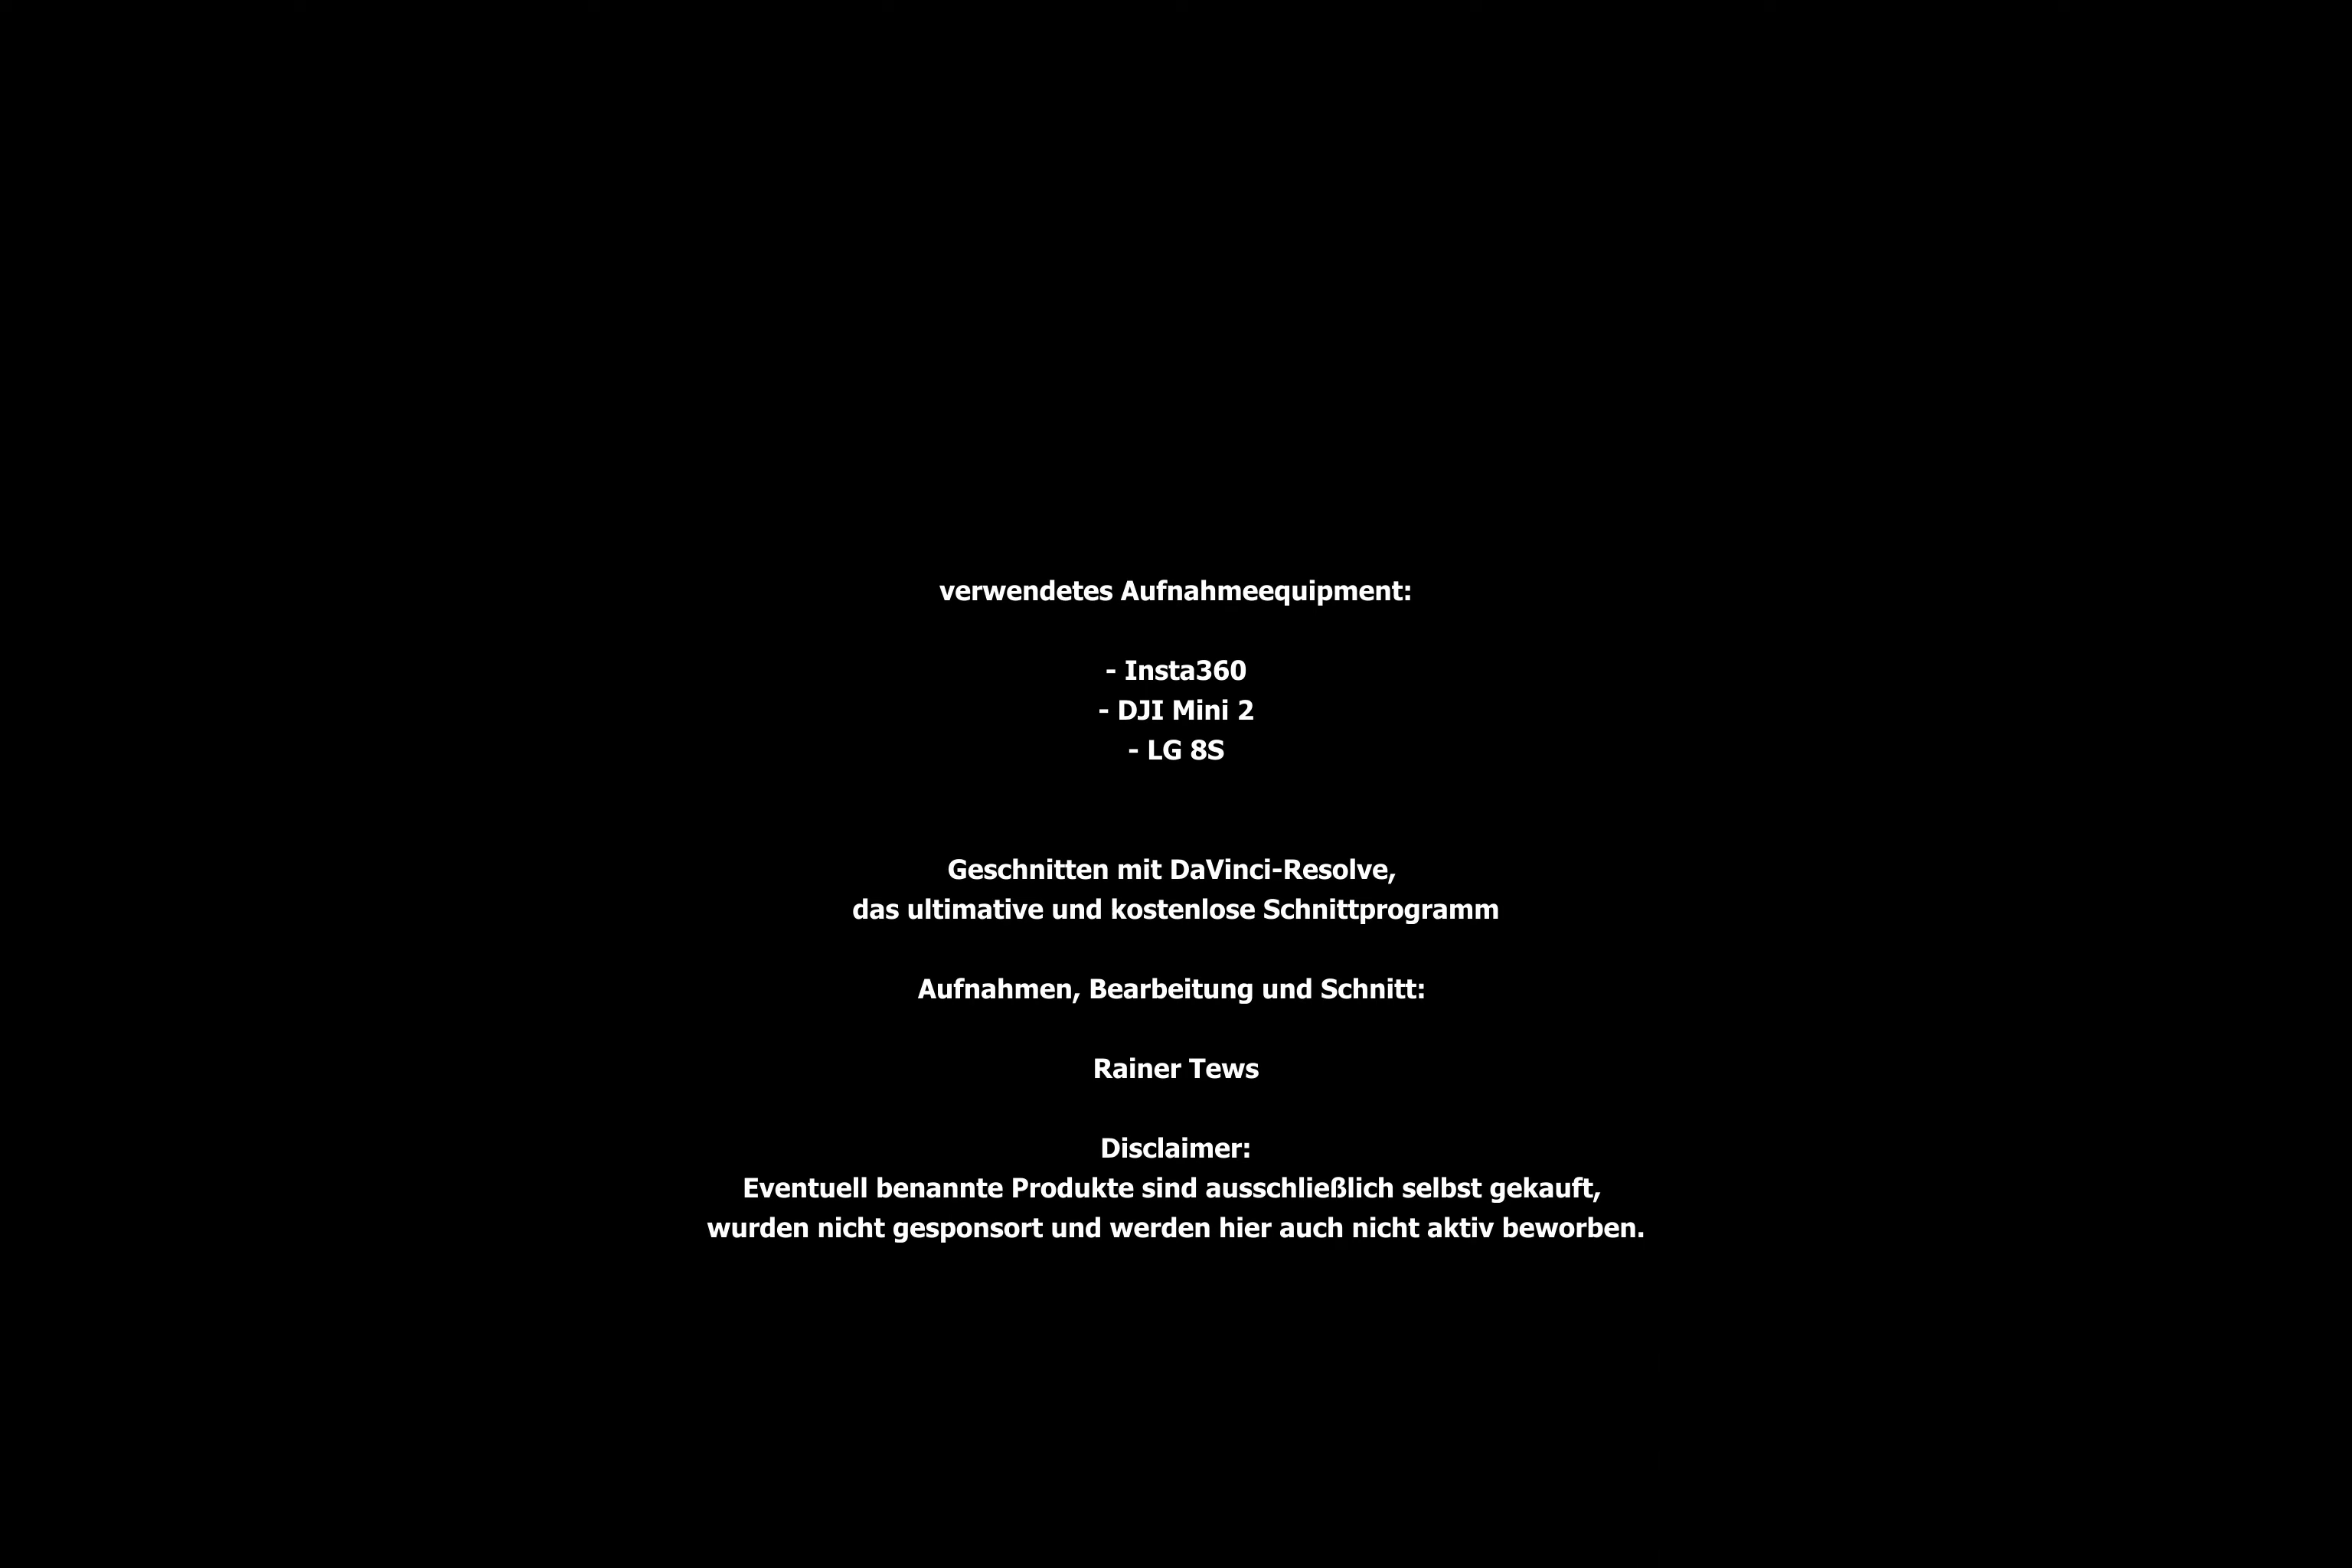 verwendetes Aufnahmeequipment:
- Insta360
- DJI Mini 2
- LG 8S
Geschnitten mit DaVinci-Resolve,
das ultimative und kostenlose Schnittprogramm
Aufnahmen, Bearbeitung und Schnitt:
Rainer Tews
Disclaimer:
Eventuell benannte Produkte sind ausschließlich selbst gekauft,
wurden nicht gesponsort und werden hier auch nicht aktiv beworben.